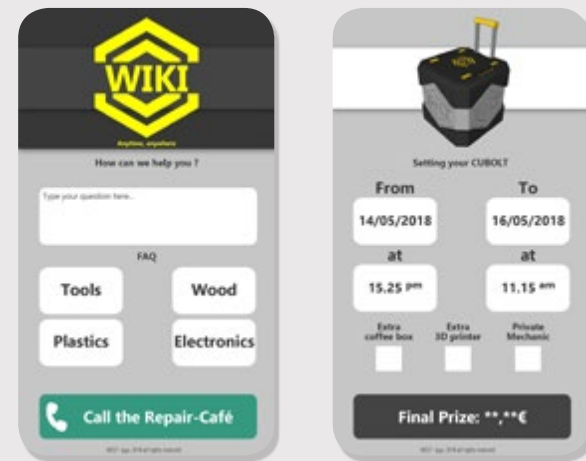 WIKI
Anytime, anywhere
How can we help you ?
Type your question here...
FAQ
Tools
Wood
Plastics
Electronics
Call the Repair-Café
Setting your CUBOLT
From
To
14/05/2018
16/05/2018
at
at
15.25 pm
11.15 am
Extra
coffee box
Extra
3D printer
Private
Mechanic
Final Prize: **,**€